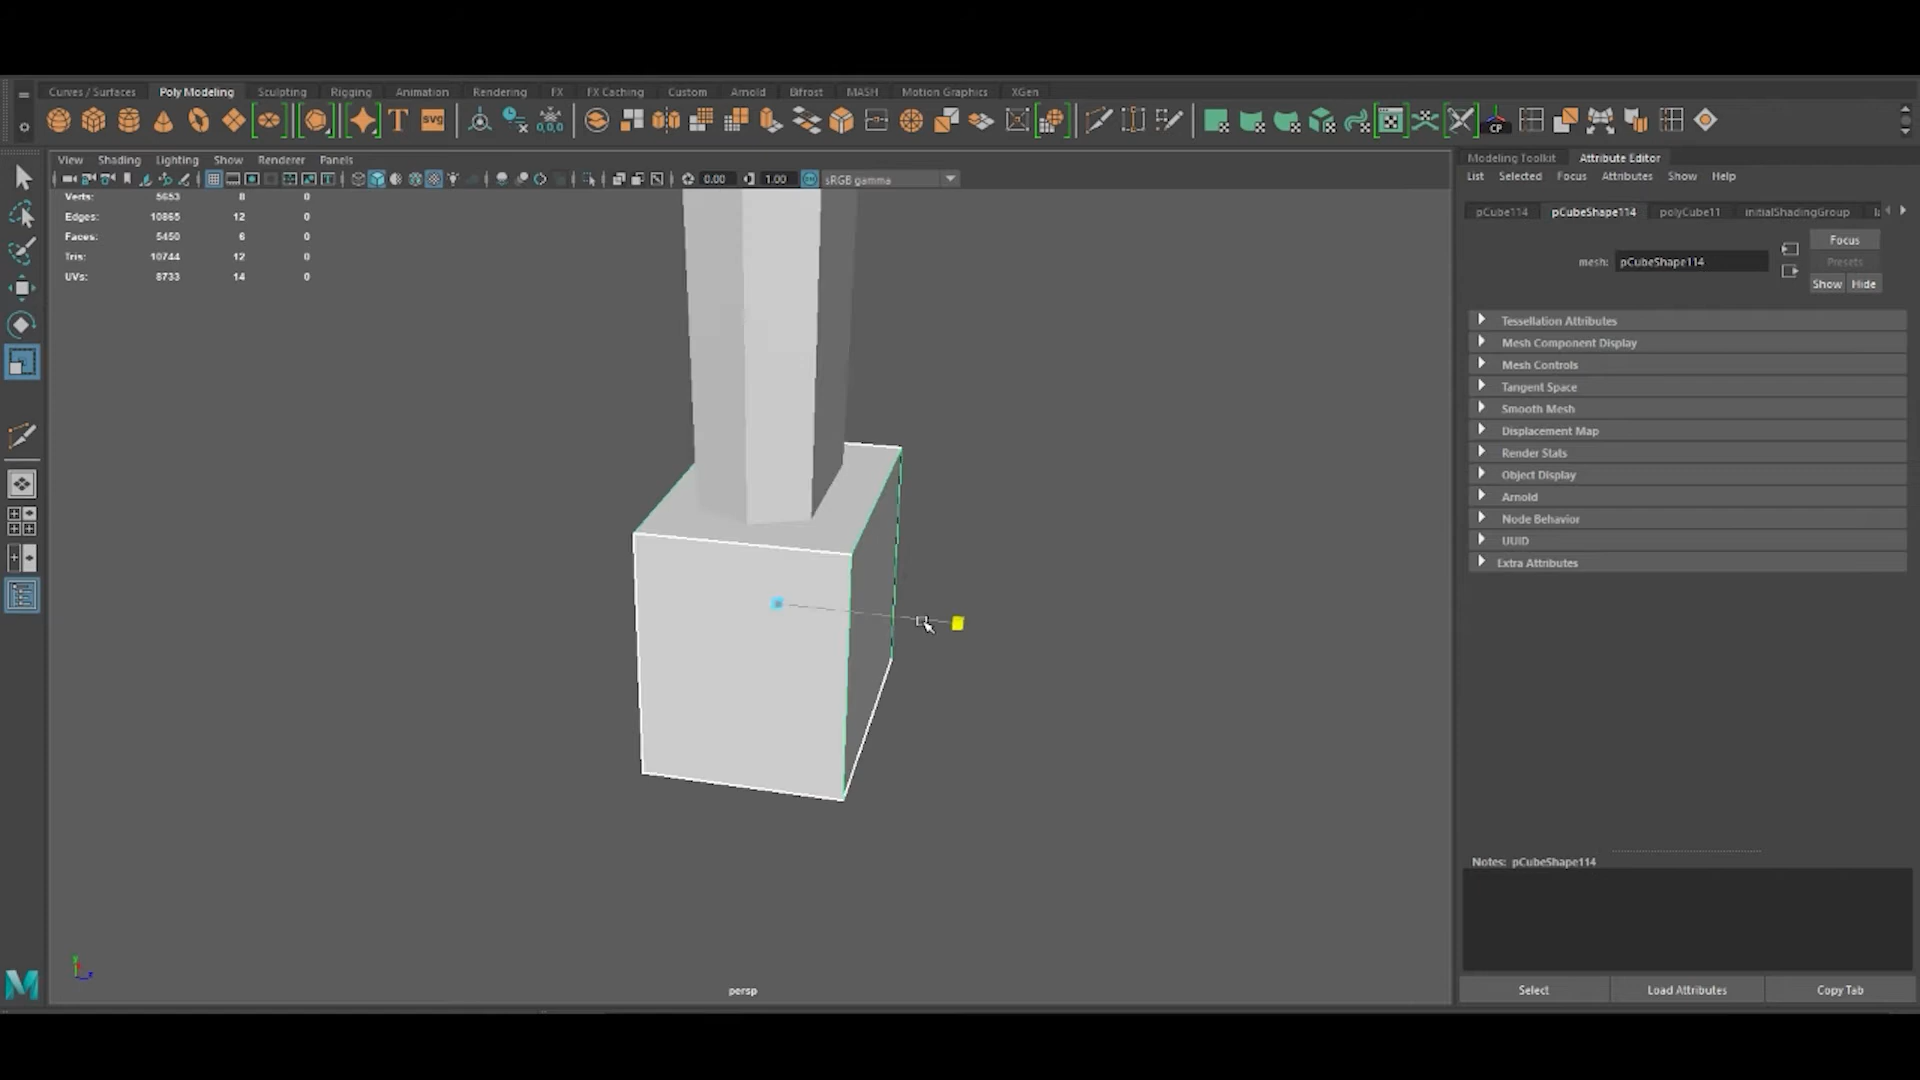 Curves / Surfaces Poly Modeling Sculpting Rigging Animation Rendering FX FX Caching Custom Arnold Bifrost MASH Motion Graphics XGen
T SVG 0,0,0 CP
View Shading Lighting Show Renderer Panels
0.00 1.00 sRGB gamma
Verts: 5653 8 0
Edges: 10865 12 0
Faces: 5450 6 0
Tris: 10744 12 0
UVs: 8733 14 0
persp
Modeling Toolkit Attribute Editor
List Selected Focus Attributes Show Help
pCube114 pCubeShape114 polyCube11 initialShadingGroup
Focus
mesh: pCubeShape114
Presets
Show Hide
Tessellation Attributes
Mesh Component Display
Mesh Controls
Tangent Space
Smooth Mesh
Displacement Map
Render Stats
Object Display
Arnold
Node Behavior
UUID
Extra Attributes
Notes: pCubeShape114
Select Load Attributes Copy Tab